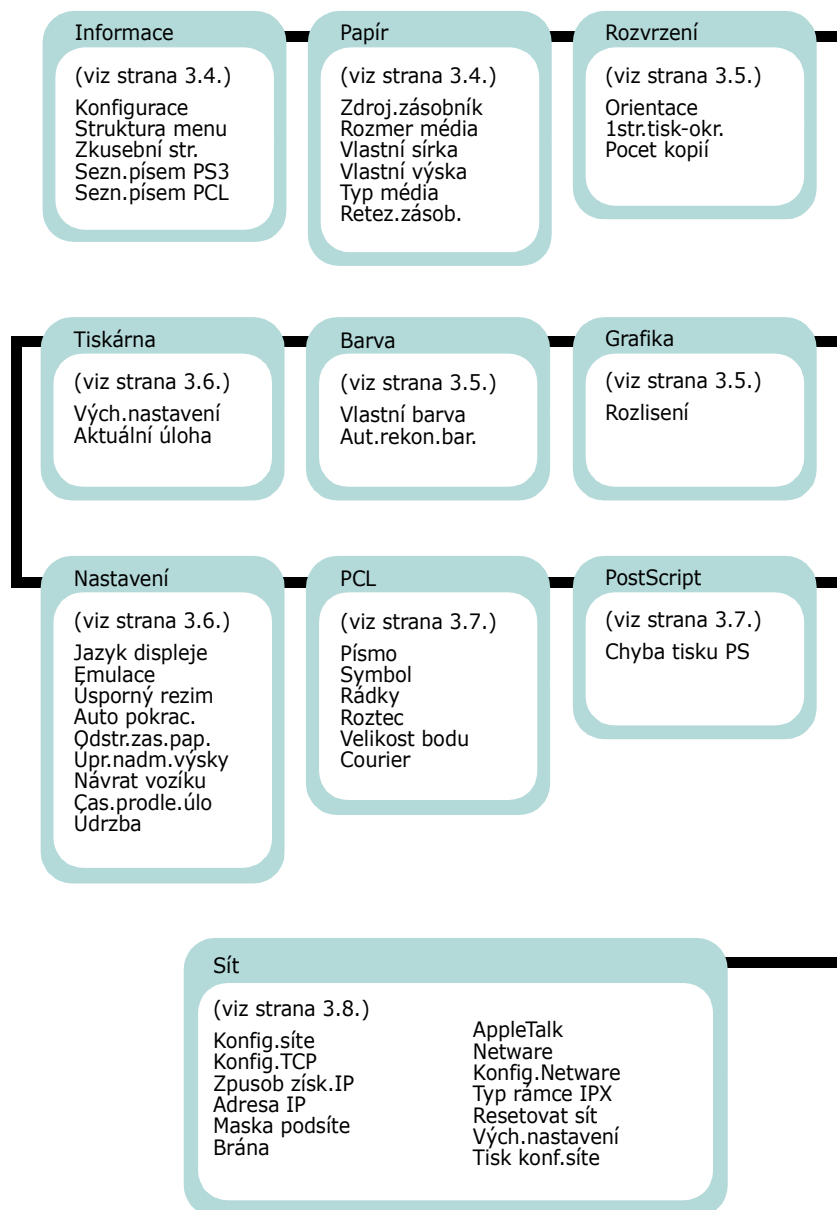 Informace
(viz strana 3.4.)
Konfigurace
Struktura menu
Zkusební str.
Sezn.písem PS3
Sezn.písem PCL
Papír
(viz strana 3.4.)
Zdroj.zásobník
Rozmer média
Vlastní sírka
Vlastní výska
Typ média
Retez.zásob.
Rozvrzení
(viz strana 3.5.)
Orientace
1str.tisk-okr.
Pocet kopií
Tiskárna
(viz strana 3.6.)
Vých.nastavení
Aktuální úloha
Barva
(viz strana 3.5.)
Vlastní barva
Aut.rekon.bar.
Grafika
(viz strana 3.5.)
Rozlisení
Nastavení
(viz strana 3.6.)
Jazyk displeje
Emulace
Úsporný rezim
Auto pokrac.
Odstr.zas.pap.
Úpr.nadm.výsky
Návrat vozíku
Cas.prodle.úlo
Údrzba
PCL
(viz strana 3.7.)
Písmo
Symbol
Rádky
Roztec
Velikost bodu
Courier
PostScript
(viz strana 3.7.)
Chyba tisku PS
Sít
(viz strana 3.8.)
Konfig.síte
Konfig.TCP
Zpusob získ.IP
Adresa IP
Maska podsíte
Brána
AppleTalk
Netware
Konfig.Netware
Typ rámce IPX
Resetovat sít
Vých.nastavení
Tisk konf.síte